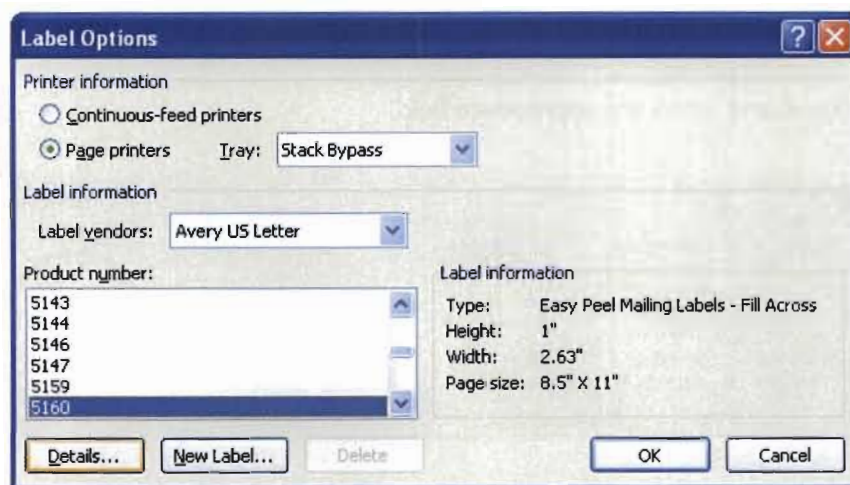 Label Options
Printer information
Continuous-feed printers
Page printers Tray: Stack Bypass
Label information
Label vendors: Avery US Letter
Product number:
5143
5144
5146
5147
5159
5160
Label information
Type: Easy Peel Mailing Labels - Fill Across
Height: 1"
Width: 2.63"
Page size: 8.5" X 11"
Details... New Label... Delete OK Cancel